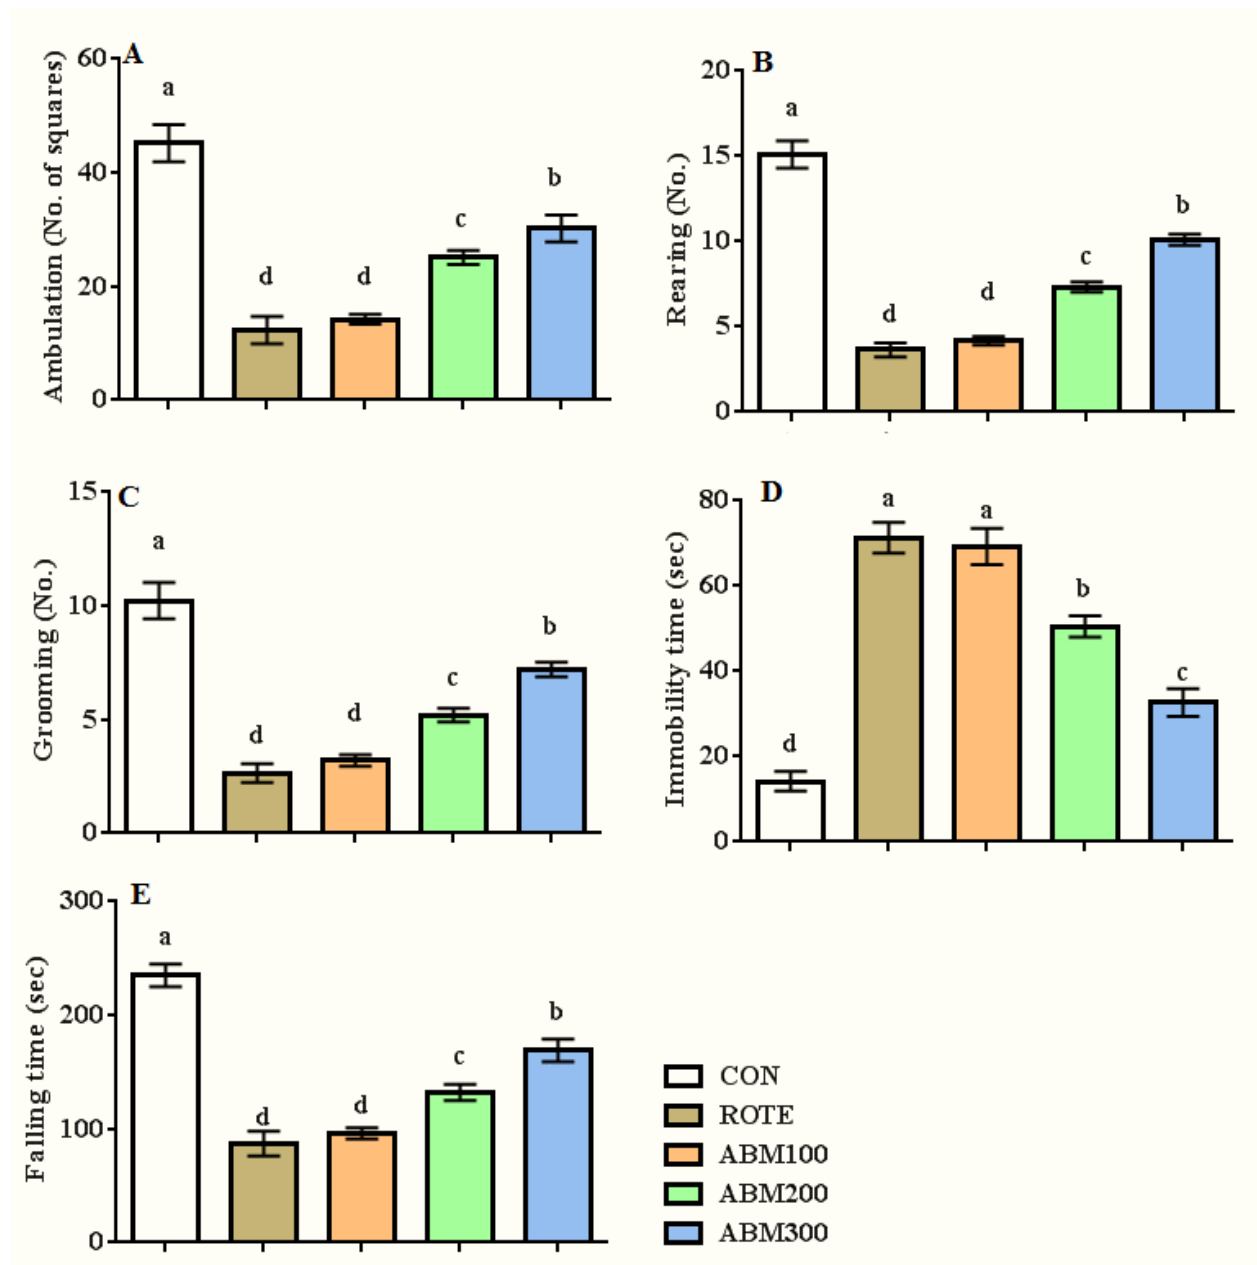 A
Ambulation (No. of squares)
60
40
20
0
a
d
d
c
b
B
Rearing (No.)
20
15
10
5
0
a
d
d
c
b
C
Grooming (No.)
15
10
5
0
a
d
d
c
b
D
Immobility time (sec)
80
60
40
20
0
d
a
a
b
c
E
Falling time (sec)
300
200
100
0
a
d
d
c
b
CON
ROTE
ABM100
ABM200
ABM300